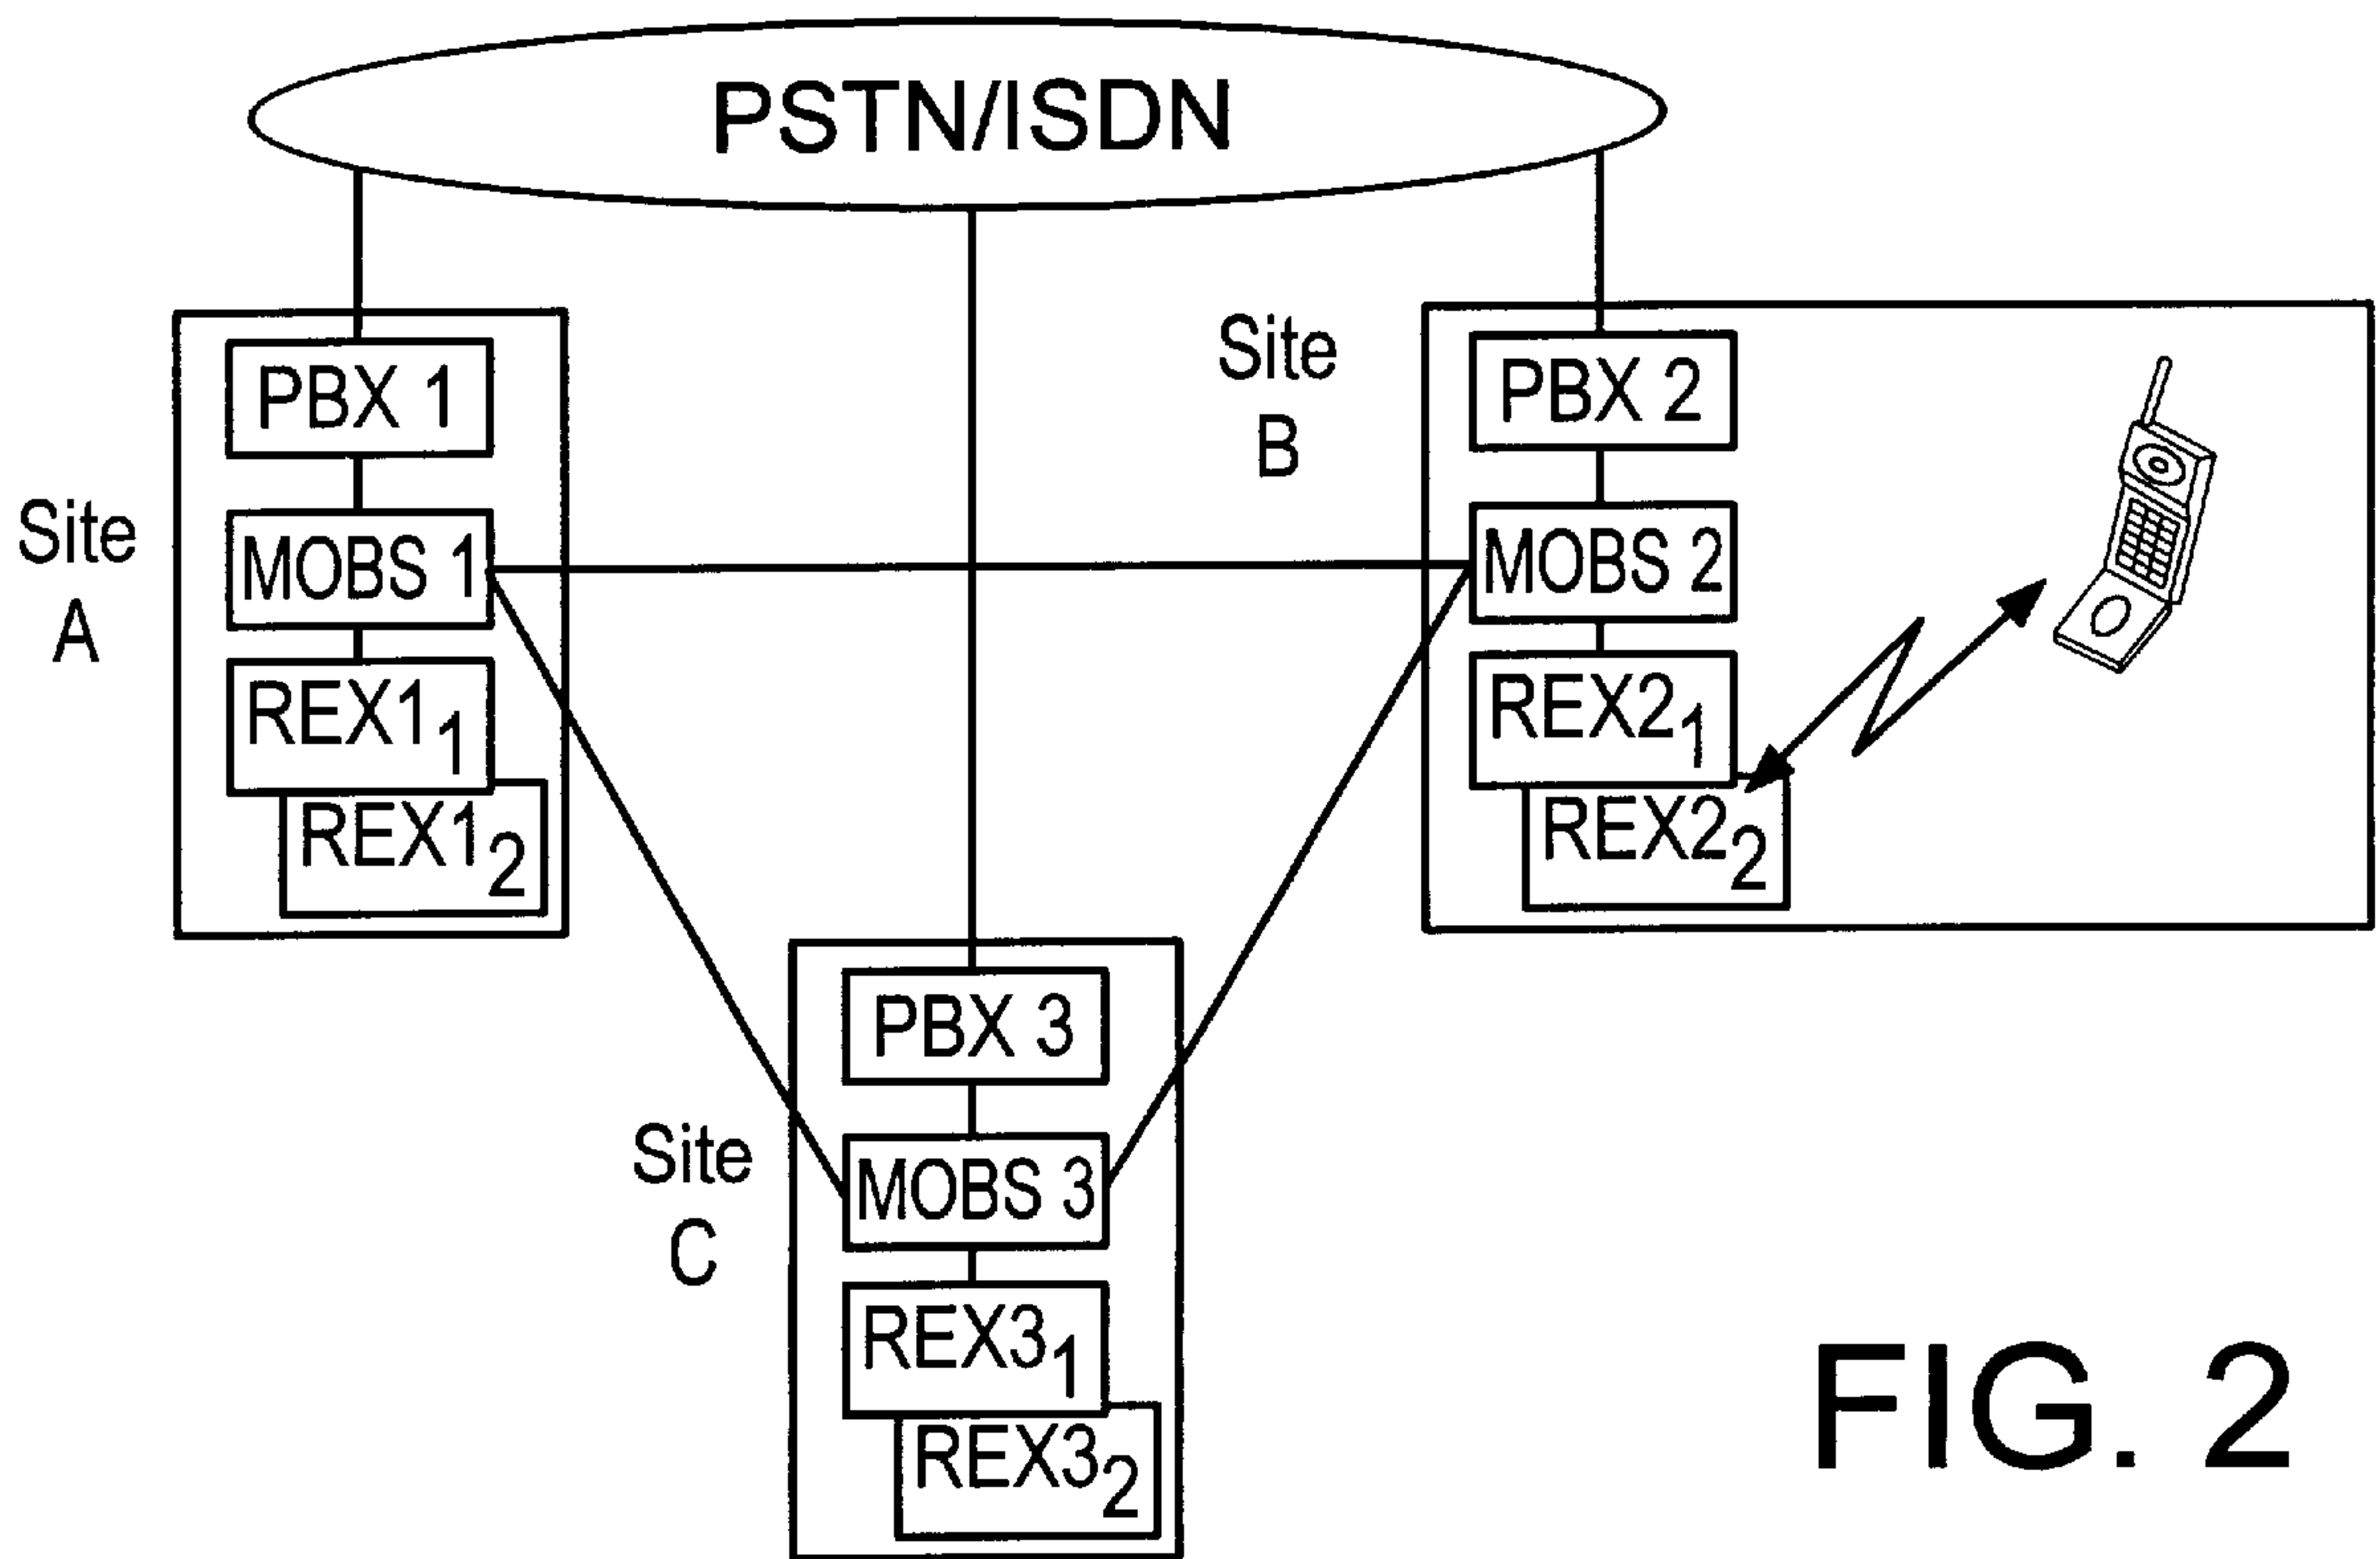 PSTN/ISDN
Site
A
PBX 1
MOBS 1
REX1₁
REX1₂
Site
B
PBX 2
MOBS 2
REX2₁
REX2₂
Site
C
PBX 3
MOBS 3
REX3₁
REX3₂
FIG. 2